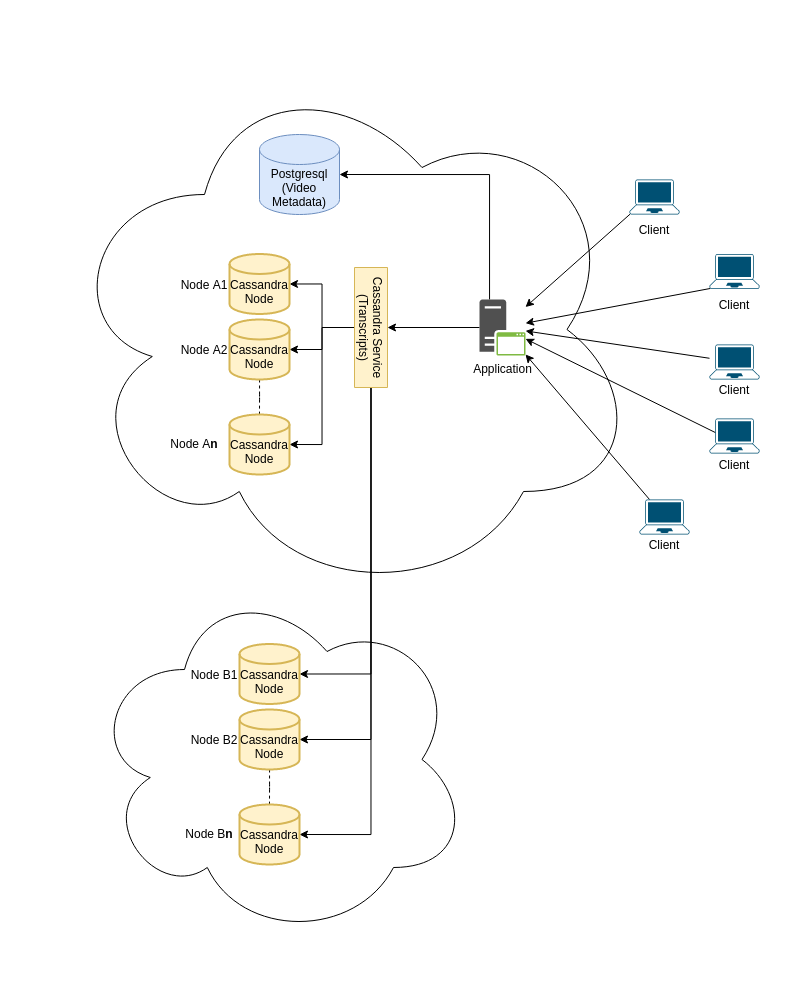 Postgresql
(Video
Metadata)
Client
Client
Node A1
Cassandra
Node
Cassandra Service
(Transcripts)
Node A2
Cassandra
Node
Application
Client
Node An
Cassandra
Node
Client
Client
Node B1
Cassandra
Node
Node B2
Cassandra
Node
Node Bn
Cassandra
Node